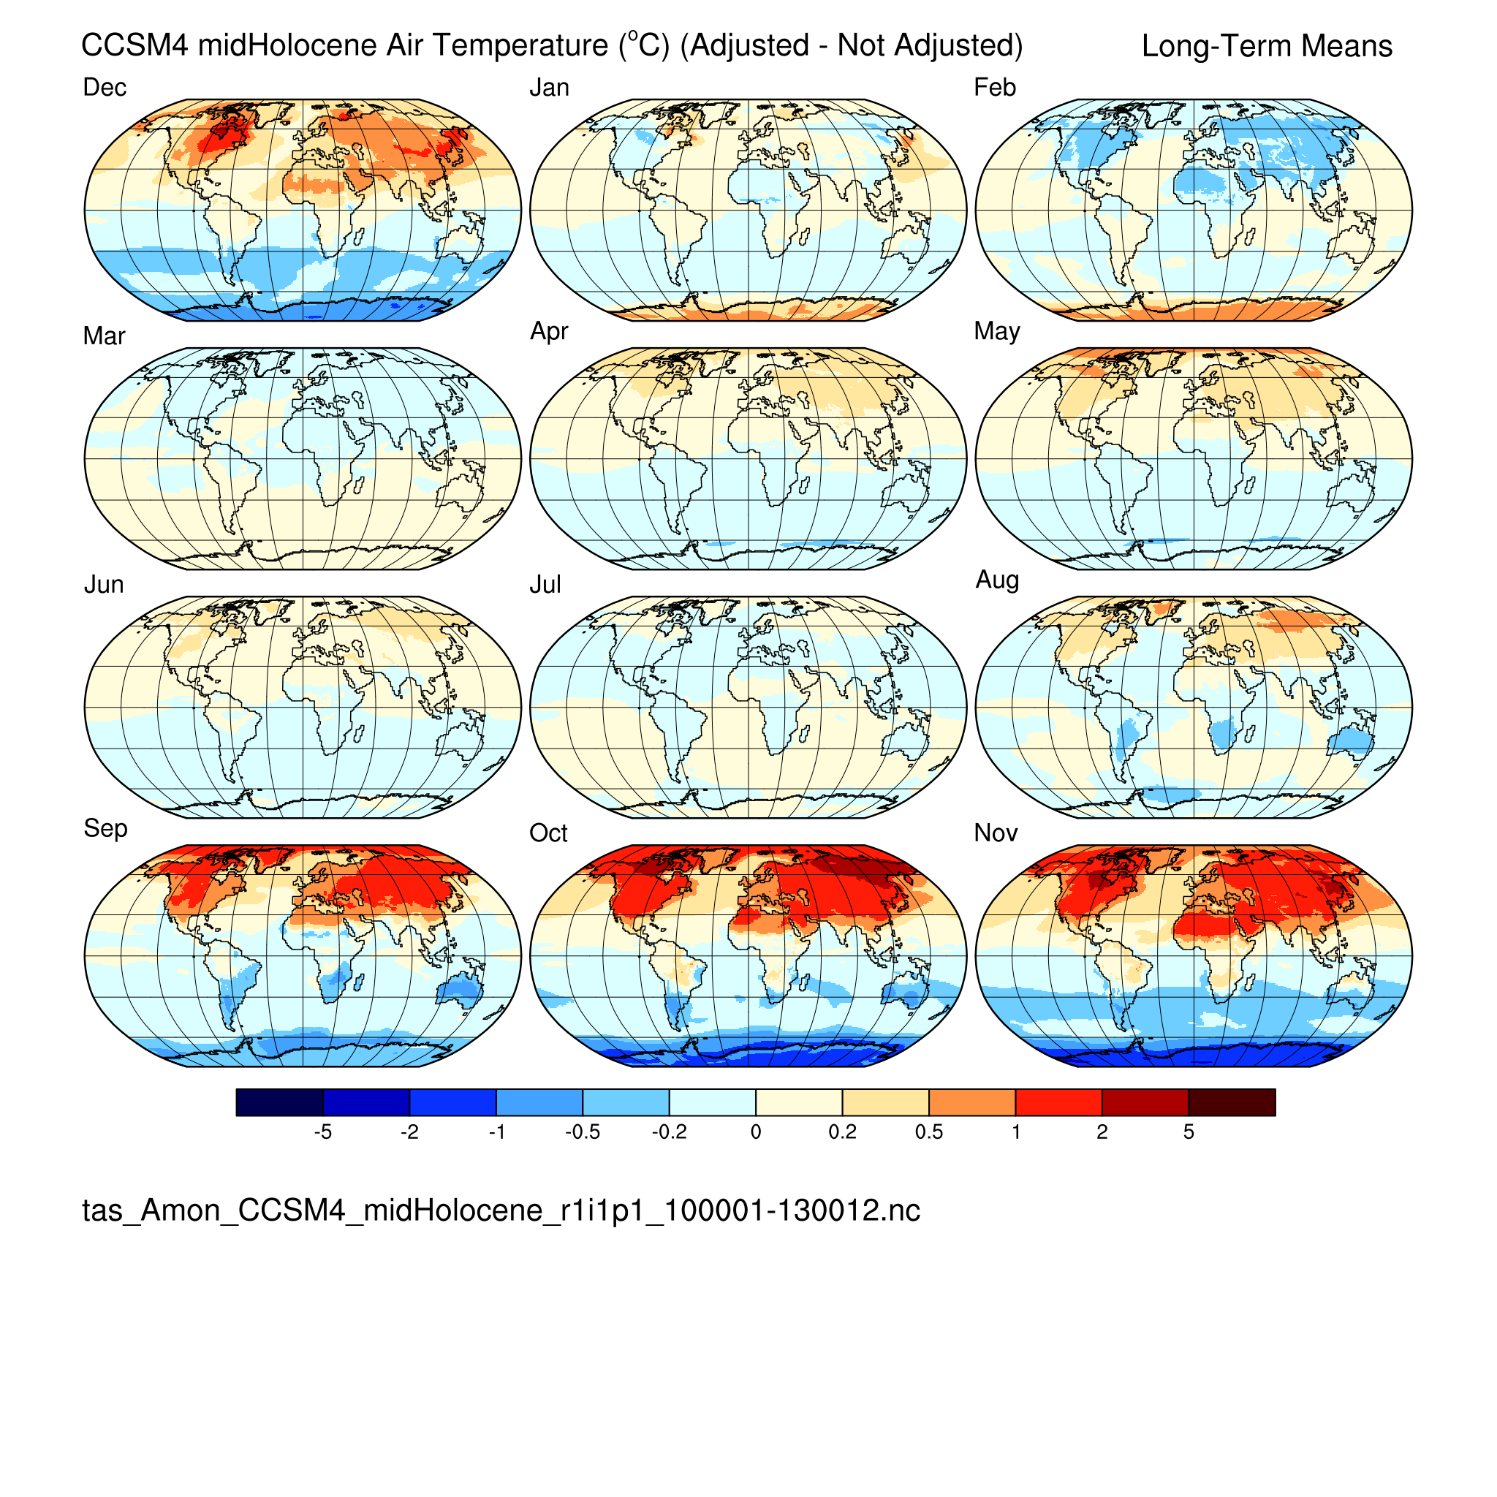 CCSM4 midHolocene Air Temperature (°C) (Adjusted - Not Adjusted) Long-Term Means
Dec Jan Feb
Mar Apr May
Jun Jul Aug
Sep Oct Nov
-5 -2 -1 -0.5 -0.2 0 0.2 0.5 1 2 5
tas_Amon_CCSM4_midHolocene_r1i1p1_100001-130012.nc